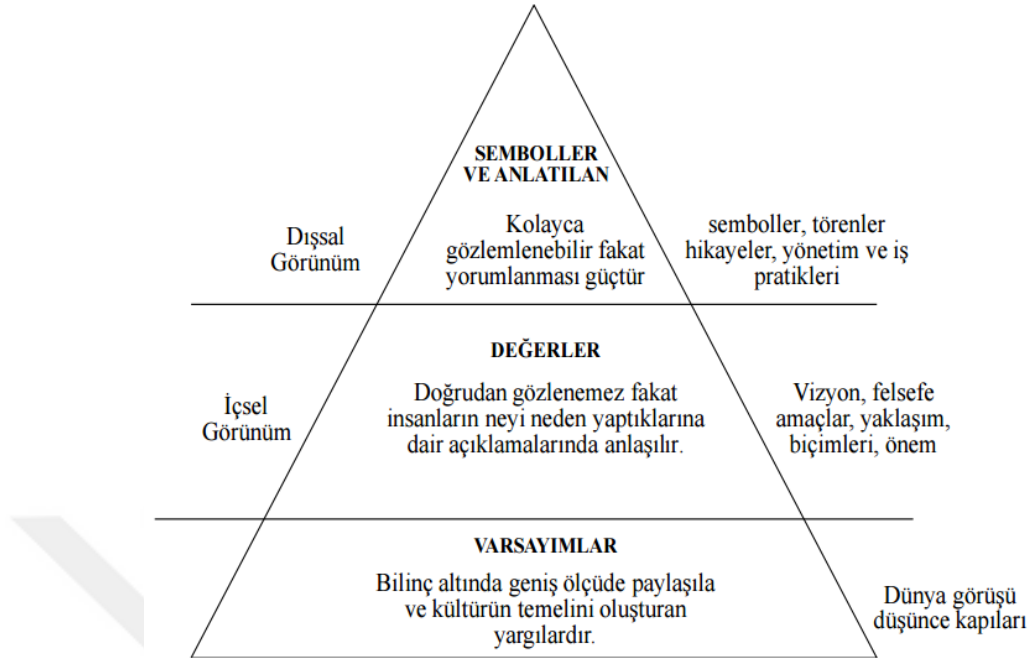 SEMBOLLER
VE ANLATILAN
Dışsal
Görünüm
Kolayca
gözlemlenebilir fakat
yorumlanması güçtür
semboller, törenler
hikayeler, yönetim ve iş
pratikleri
DEĞERLER
İçsel
Görünüm
Doğrudan gözlenemez fakat
insanların neyi neden yaptıklarına
dair açıklamalarında anlaşılır.
Vizyon, felsefe
amaçlar, yaklaşım,
biçimleri, önem
VARSAYIMLAR
Bilinç altında geniş ölçüde paylaşıla
ve kültürün temelini oluşturan
yargılardır.
Dünya görüşü
düşünce kapıları